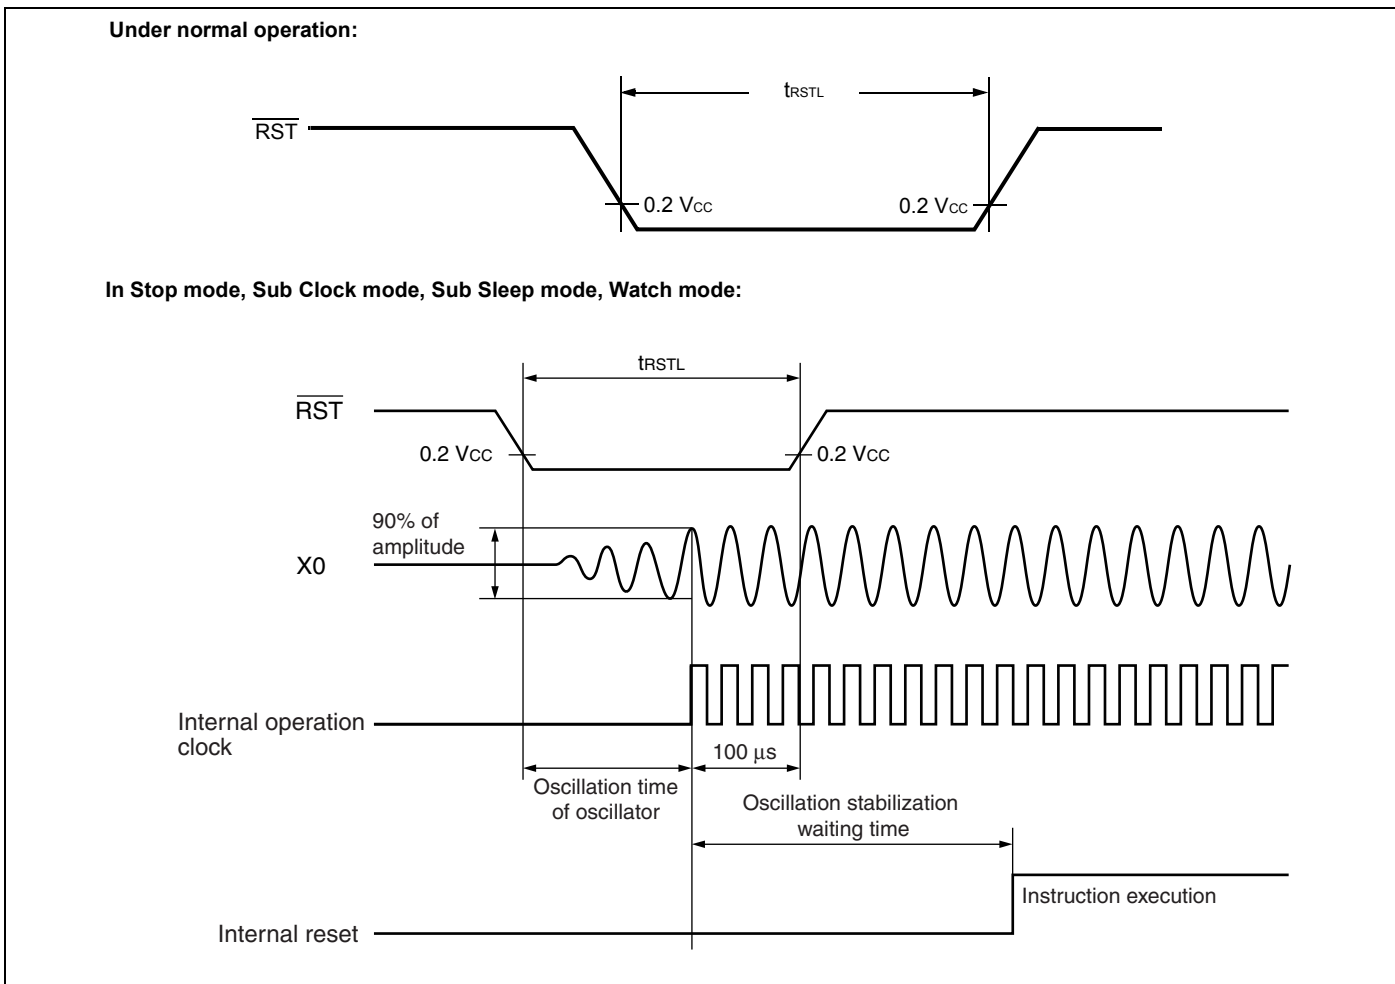 Under normal operation:
tRSTL
RST
0.2 VCC
0.2 VCC
In Stop mode, Sub Clock mode, Sub Sleep mode, Watch mode:
tRSTL
RST
0.2 VCC
0.2 VCC
90% of
amplitude
X0
Internal operation
clock
100 μs
Oscillation time
of oscillator
Oscillation stabilization
waiting time
Instruction execution
Internal reset